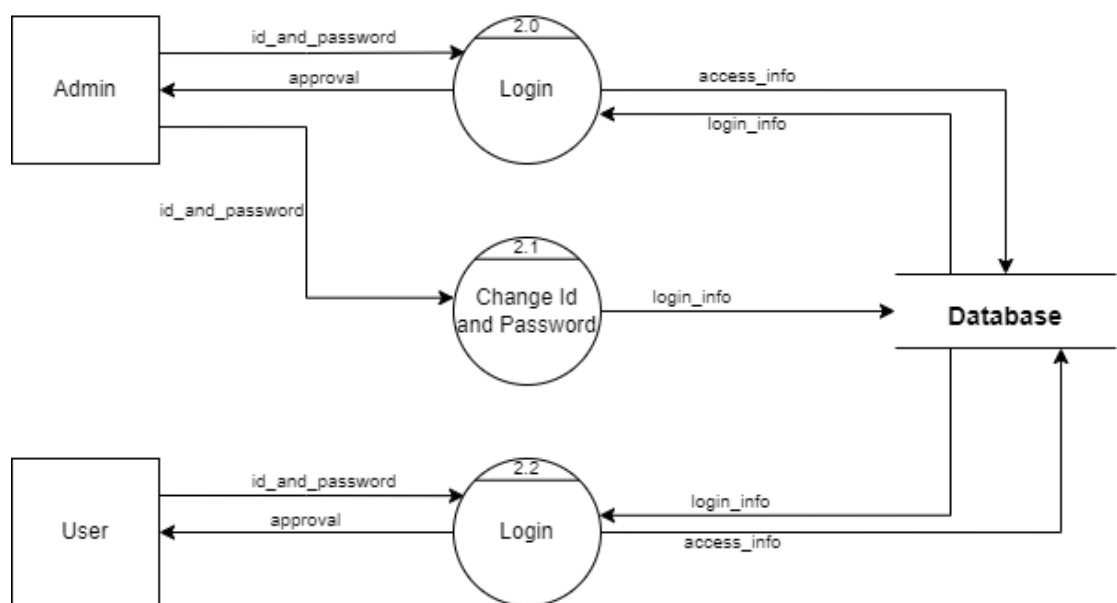 2.0
id_and_password
approval
Admin
Login
access_info
login_info
id_and_password
2.1
Change Id
and Password
login_info
Database
2.2
id_and_password
login_info
approval
User
Login
access_info